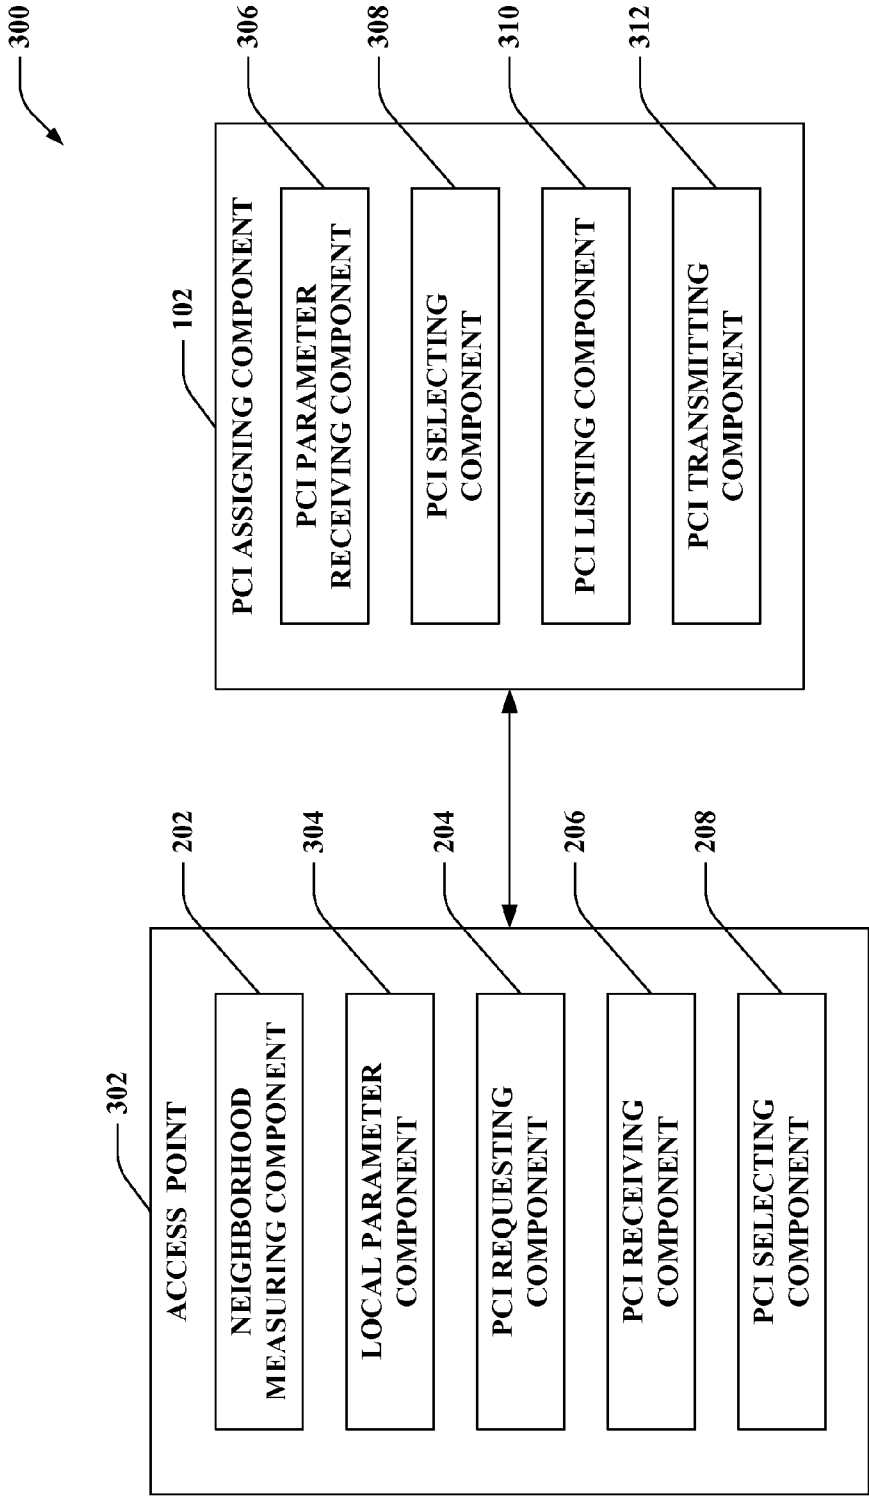 300
302
ACCESS POINT
202
NEIGHBORHOOD
MEASURING COMPONENT
304
LOCAL PARAMETER
COMPONENT
204
PCI REQUESTING
COMPONENT
206
PCI RECEIVING
COMPONENT
208
PCI SELECTING
COMPONENT
102
PCI ASSIGNING COMPONENT
306
PCI PARAMETER
RECEIVING COMPONENT
308
PCI SELECTING
COMPONENT
310
PCI LISTING COMPONENT
312
PCI TRANSMITTING
COMPONENT